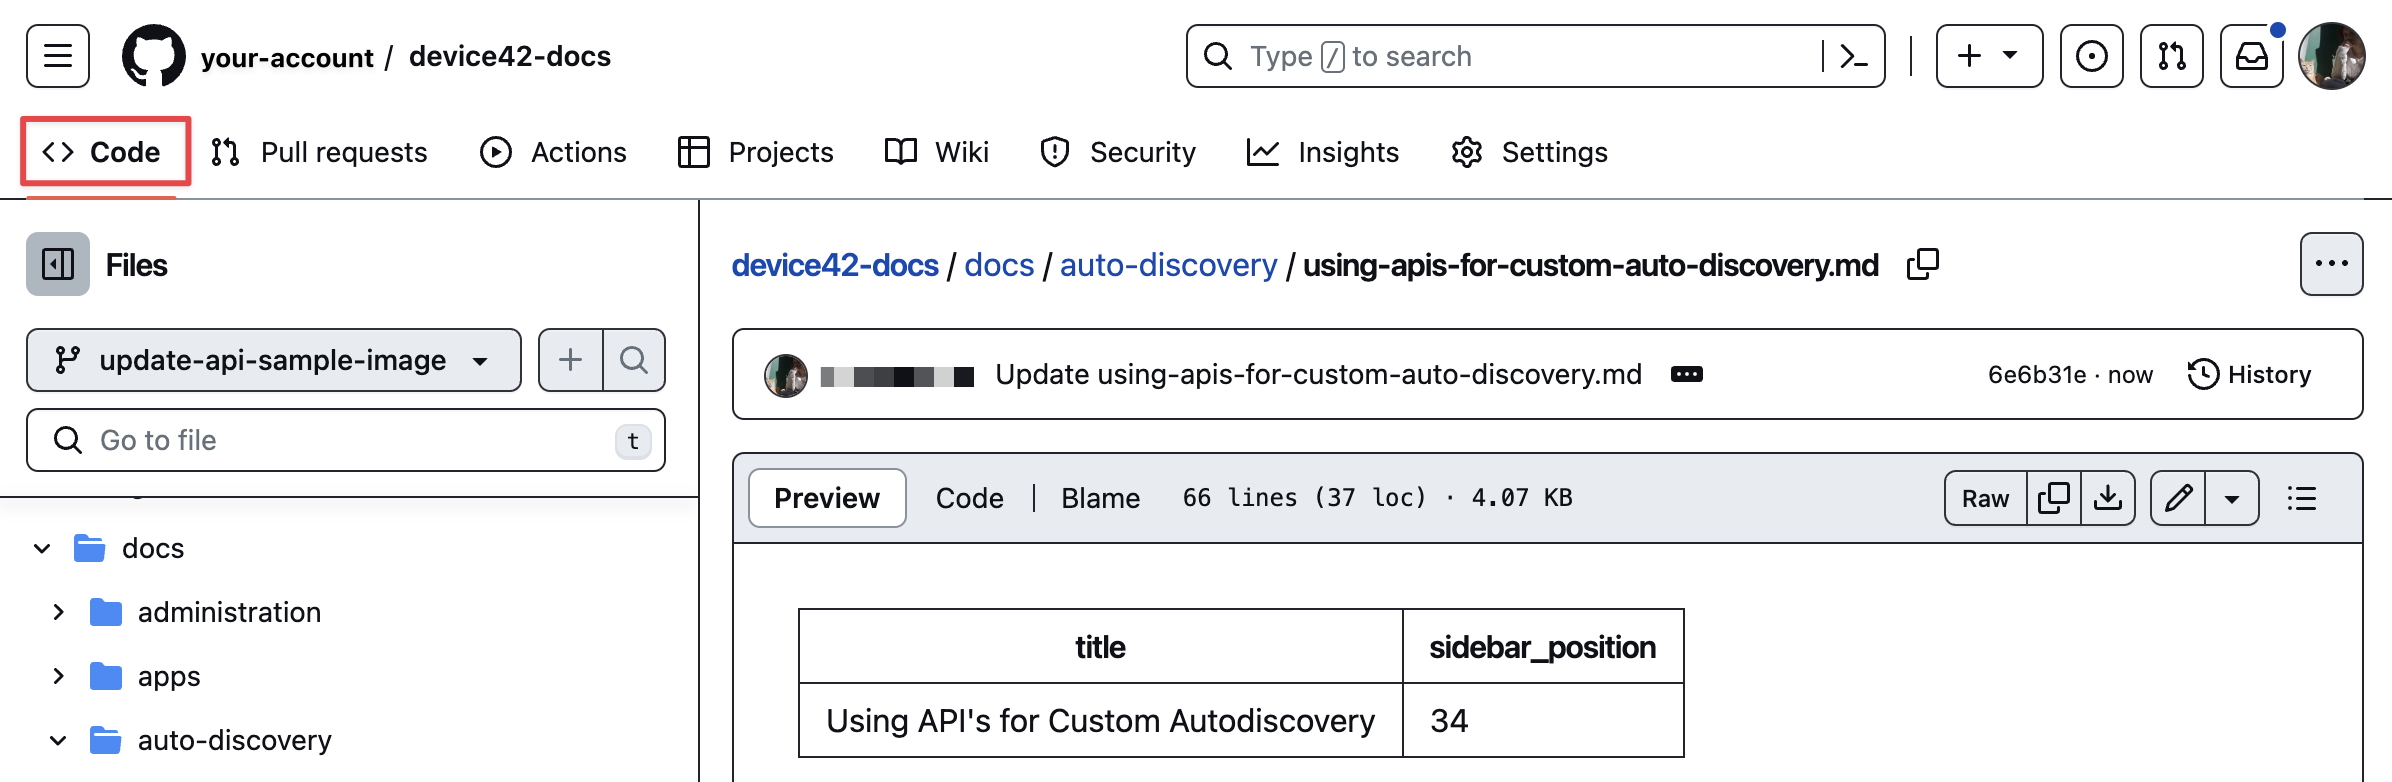 your-account / device42-docs
Type / to search
Code Pull requests Actions Projects Wiki Security Insights Settings
Files
update-api-sample-image
Go to file t
docs
administration
apps
auto-discovery
device42-docs / docs / auto-discovery / using-apis-for-custom-auto-discovery.md
Update using-apis-for-custom-auto-discovery.md 6e6b31e · now History
Preview Code Blame 66 lines (37 loc) · 4.07 KB Raw
title sidebar_position
Using API's for Custom Autodiscovery 34